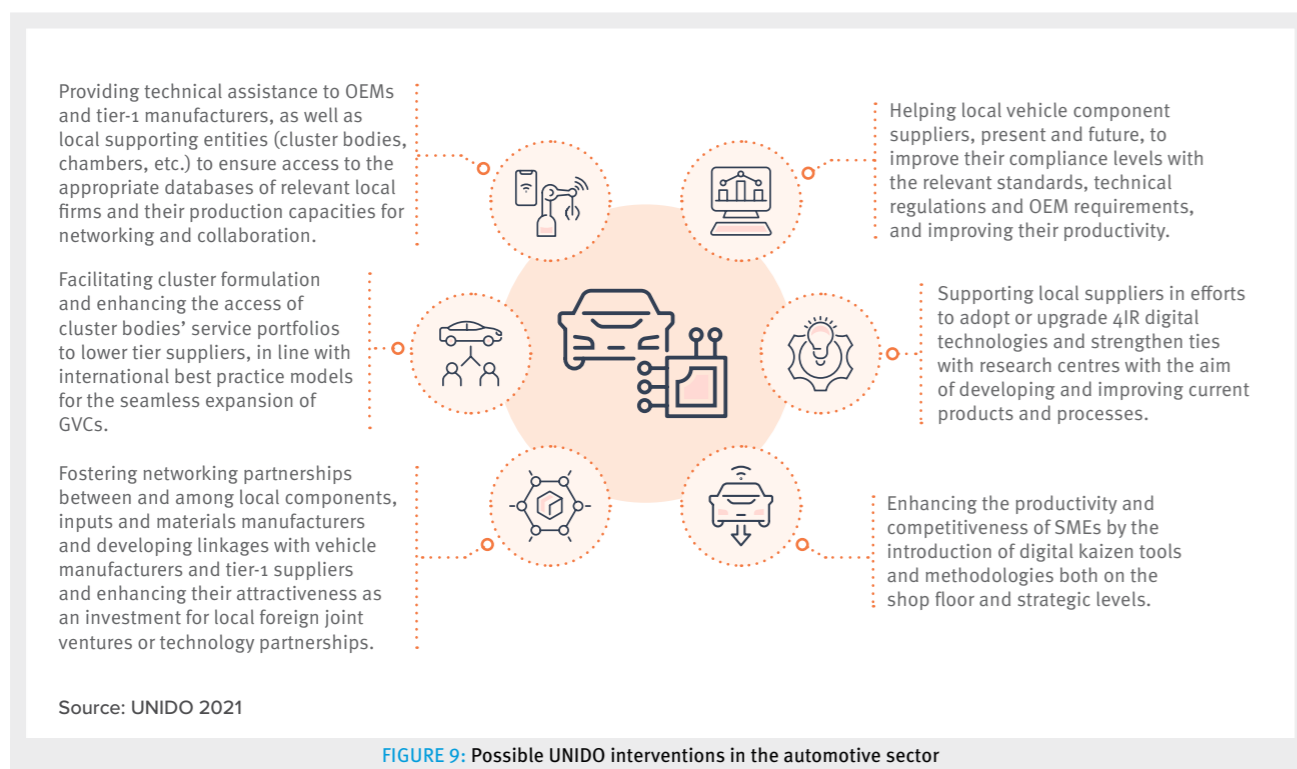 Providing technical assistance to OEMs
and tier-1 manufacturers, as well as
local supporting entities (cluster bodies,
chambers, etc.) to ensure access to the
appropriate databases of relevant local
firms and their production capacities for
networking and collaboration.
Facilitating cluster formulation
and enhancing the access of
cluster bodies’ service portfolios
to lower tier suppliers, in line with
international best practice models
for the seamless expansion of
GVCs.
Fostering networking partnerships
between and among local components,
inputs and materials manufacturers
and developing linkages with vehicle
manufacturers and tier-1 suppliers
and enhancing their attractiveness as
an investment for local foreign joint
ventures or technology partnerships.
Helping local vehicle component
suppliers, present and future, to
improve their compliance levels with
the relevant standards, technical
regulations and OEM requirements,
and improving their productivity.
Supporting local suppliers in efforts
to adopt or upgrade 4IR digital
technologies and strengthen ties
with research centres with the aim
of developing and improving current
products and processes.
Enhancing the productivity and
competitiveness of SMEs by the
introduction of digital kaizen tools
and methodologies both on the
shop floor and strategic levels.
Source: UNIDO 2021
FIGURE 9: Possible UNIDO interventions in the automotive sector